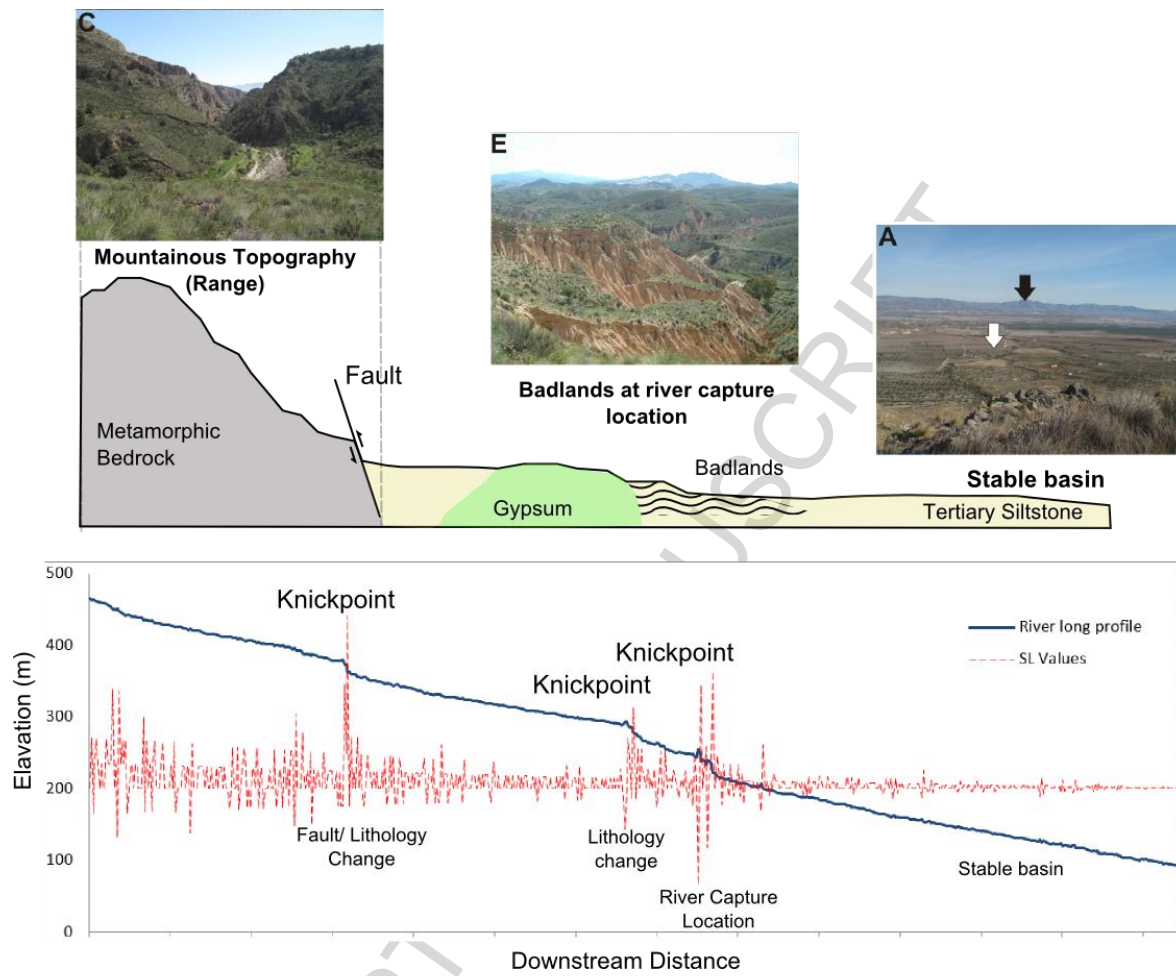 C
E
A
Mountainous Topography
(Range)
Badlands at river capture
location
Fault
Metamorphic
Bedrock
Gypsum
Badlands
Stable basin
Tertiary Siltstone
500
400
300
200
100
0
Elavation (m)
Knickpoint
Knickpoint
Knickpoint
River long profile
SL Values
Fault/ Lithology
Change
Lithology
change
River Capture
Location
Stable basin
Downstream Distance